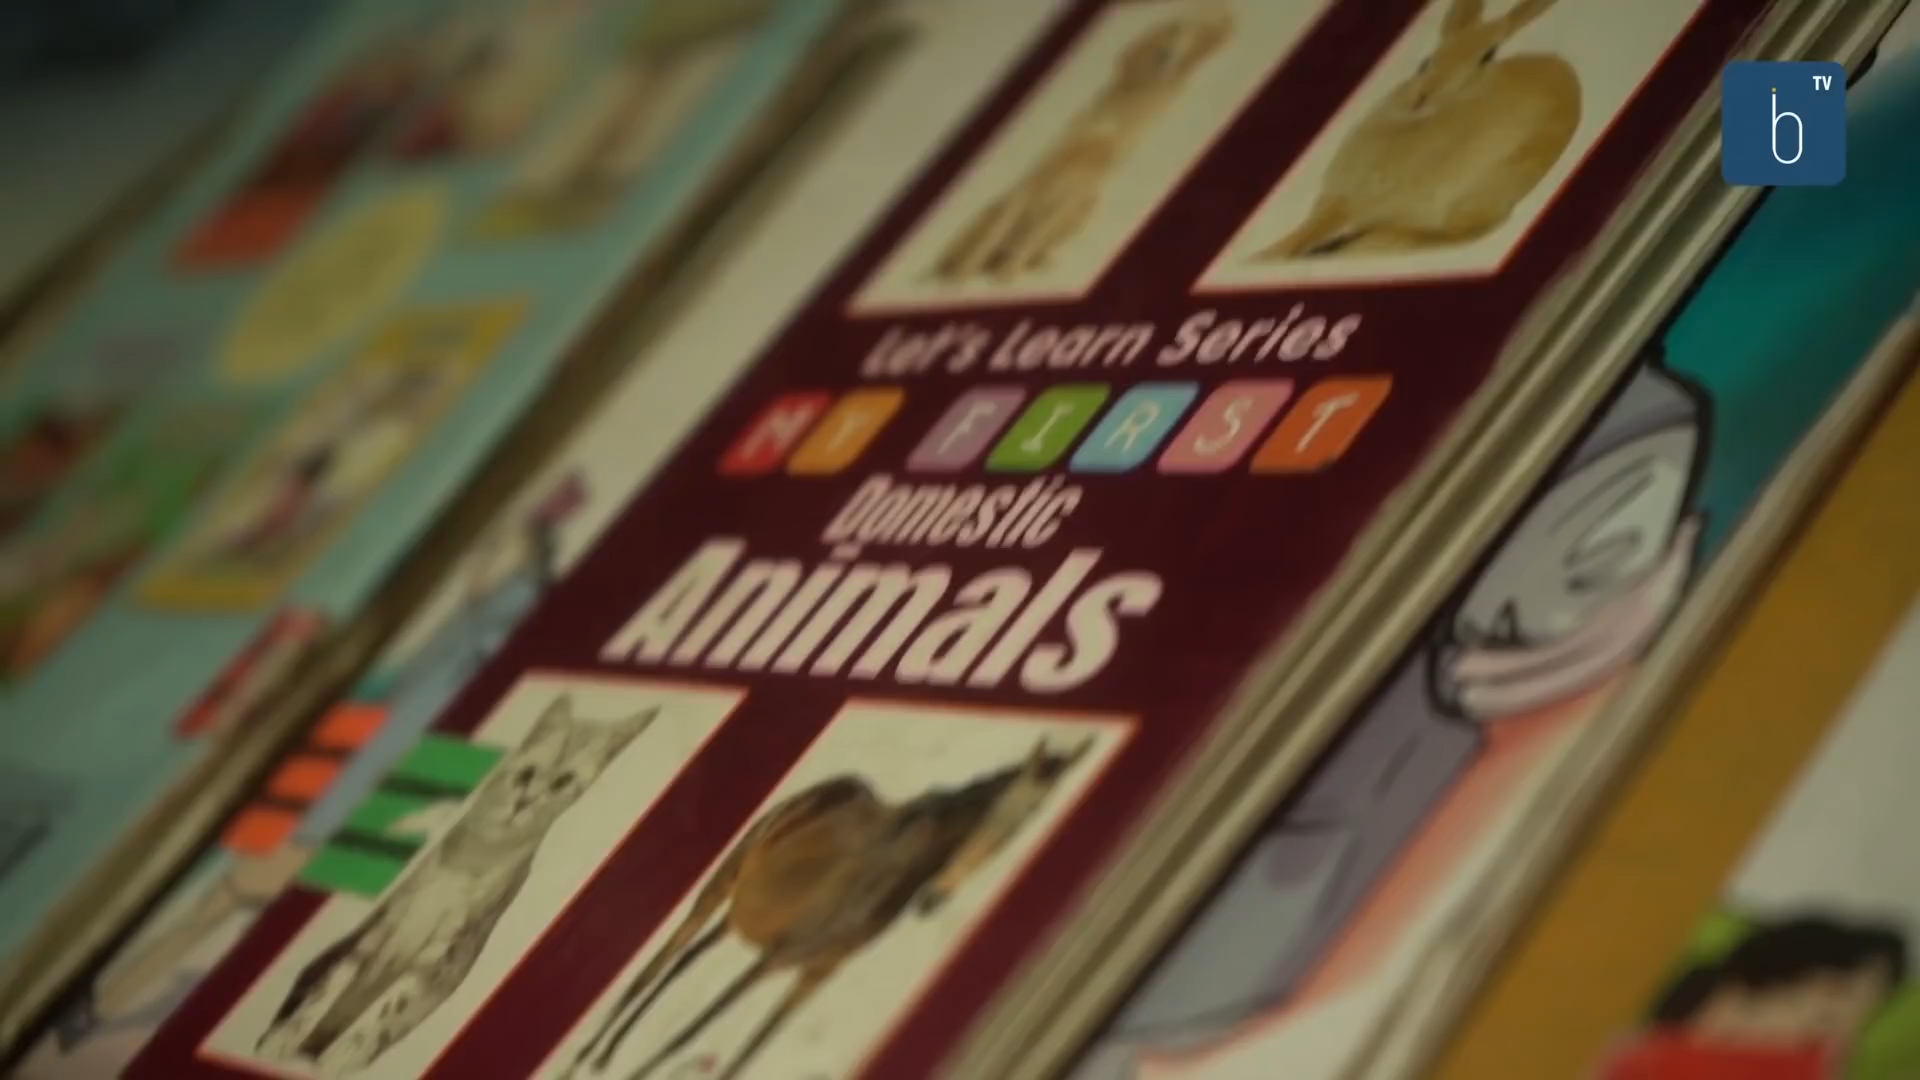 TV
b
Let's Learn Series
MY FIRST
Domestic
Animals